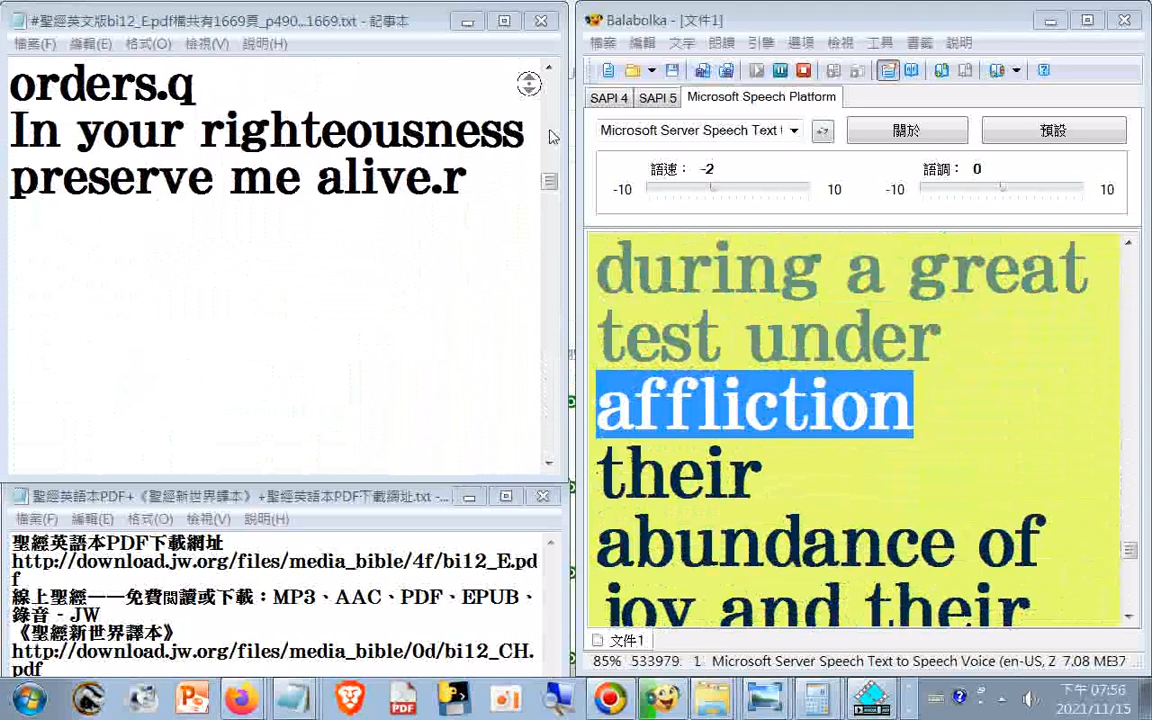 #聖經英文版bi12_E.pdf檔共有1669頁_p490...1669.txt - 記事本
檔案(F) 編輯(E) 格式(O) 檢視(V) 說明(H)
orders.q
In your righteousness
preserve me alive.r
聖經英語本PDF+《聖經新世界譯本》+聖經英語本PDF下載網址.txt -...
檔案(F) 編輯(E) 格式(O) 檢視(V) 說明(H)
聖經英語本PDF下載網址
http://download.jw.org/files/media_bible/4f/bi12_E.pd
f
線上聖經——免費閱讀或下載：MP3、AAC、PDF、EPUB、
錄音 - JW
《聖經新世界譯本》
http://download.jw.org/files/media_bible/0d/bi12_CH.
pdf
Balabolka - [文件1]
檔案 編輯 文字 朗讀 引擎 選項 檢視 工具 書籤 說明
SAPI 4 SAPI 5 Microsoft Speech Platform
Microsoft Server Speech Text 關於 預設
語速： -2 語調： 0
-10 10 -10 10
during a great
test under
affliction
their
abundance of
joy and their
文件1
85% 533979: 1 Microsoft Server Speech Text to Speech Voice (en-US, Z 7.08 MB
下午 07:56
2021/11/15